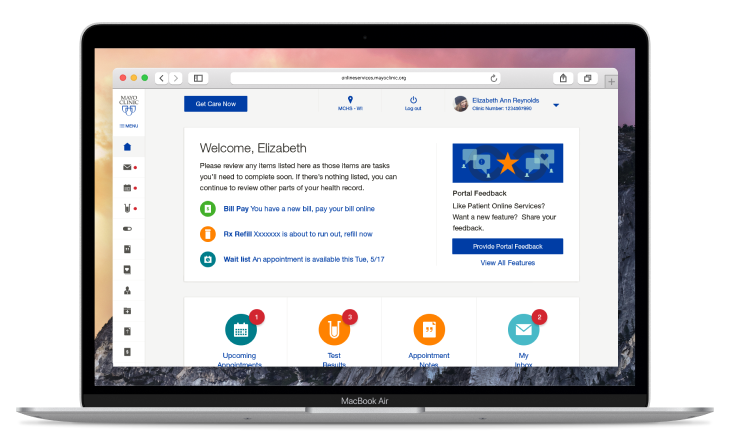 onlineservices.mayoclinic.org
MAYO
CLINIC
MENU
Get Care Now
MCHS - WI
Log out
Elizabeth Ann Reynolds
Clinic Number: 1234567890
Welcome, Elizabeth
Please review any items listed here as those items are tasks
you'll need to complete soon. If there's nothing listed, you can
continue to review other parts of your health record.
Bill Pay You have a new bill, pay your bill online
Rx Refill Xxxxxxx is about to run out, refill now
Wait list An appointment is available this Tue, 5/17
Portal Feedback
Like Patient Online Services?
Want a new feature? Share your
feedback.
Provide Portal Feedback
View All Features
1
Upcoming
Appointments
3
Test
Results
Appointment
Notes
2
My
Inbox
MacBook Air